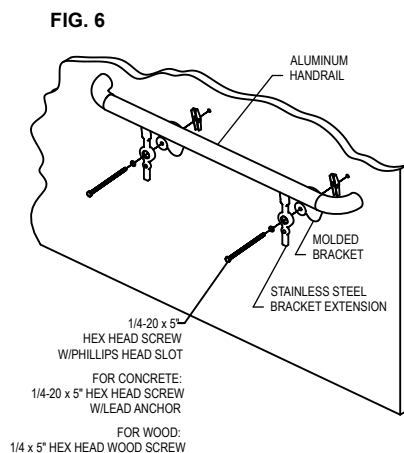 FIG. 6
ALUMINUM
HANDRAIL
MOLDED
BRACKET
STAINLESS STEEL
BRACKET EXTENSION
1/4-20 x 5"
HEX HEAD SCREW
W/PHILLIPS HEAD SLOT
FOR CONCRETE:
1/4-20 x 5" HEX HEAD SCREW
W/LEAD ANCHOR
FOR WOOD:
1/4 x 5" HEX HEAD WOOD SCREW